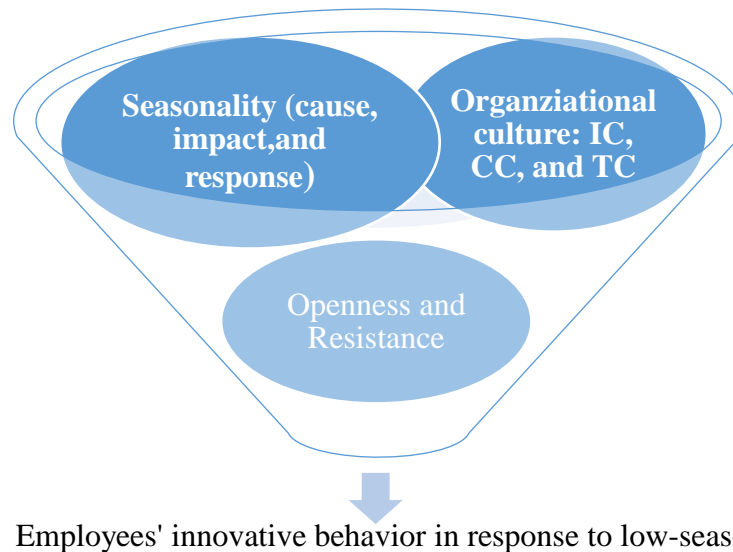 Seasonality (cause,
impact,and
response)
Organziational
culture: IC,
CC, and TC
Openness and
Resistance
Employees' innovative behavior in response to low-seas